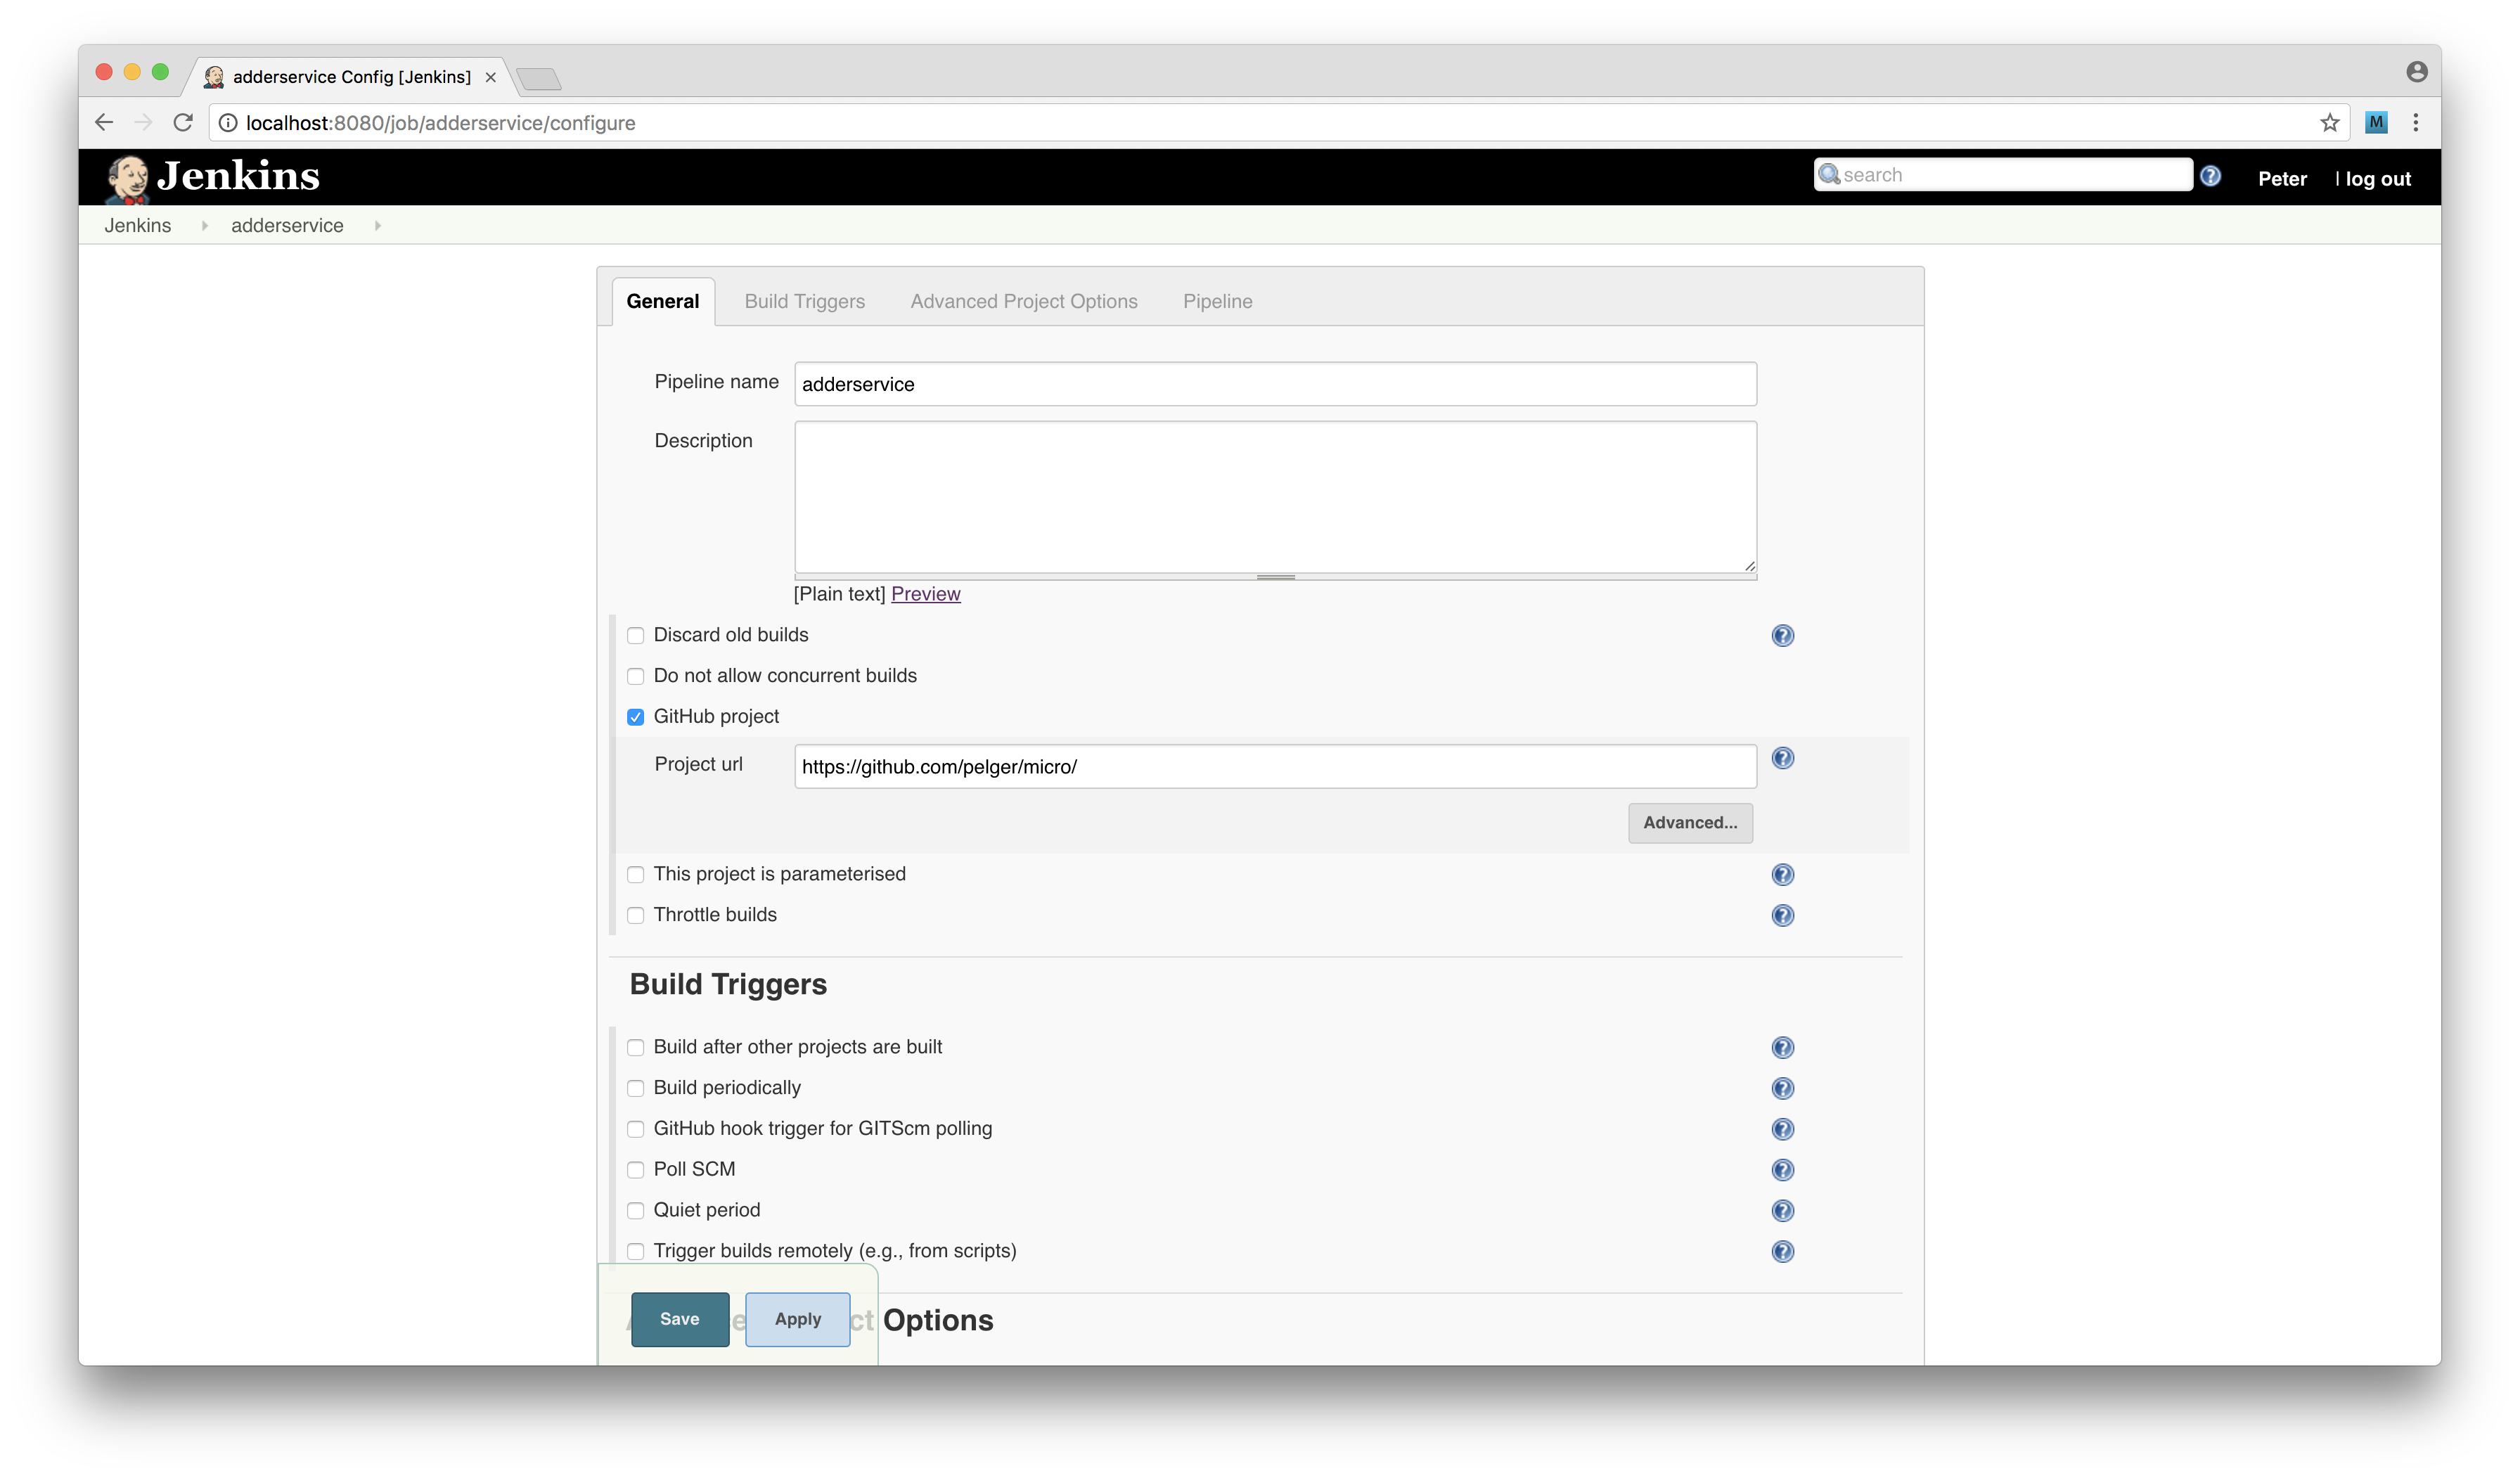 adderservice Config [Jenkins]
localhost:8080/job/adderservice/configure
M
Jenkins
search
Peter
| log out
Jenkins
adderservice
General
Build Triggers
Advanced Project Options
Pipeline
Pipeline name
adderservice
Description
[Plain text] Preview
Discard old builds
Do not allow concurrent builds
GitHub project
Project url
https://github.com/pelger/micro/
Advanced...
This project is parameterised
Throttle builds
Build Triggers
Build after other projects are built
Build periodically
GitHub hook trigger for GITScm polling
Poll SCM
Quiet period
Trigger builds remotely (e.g., from scripts)
Save
Apply
Options